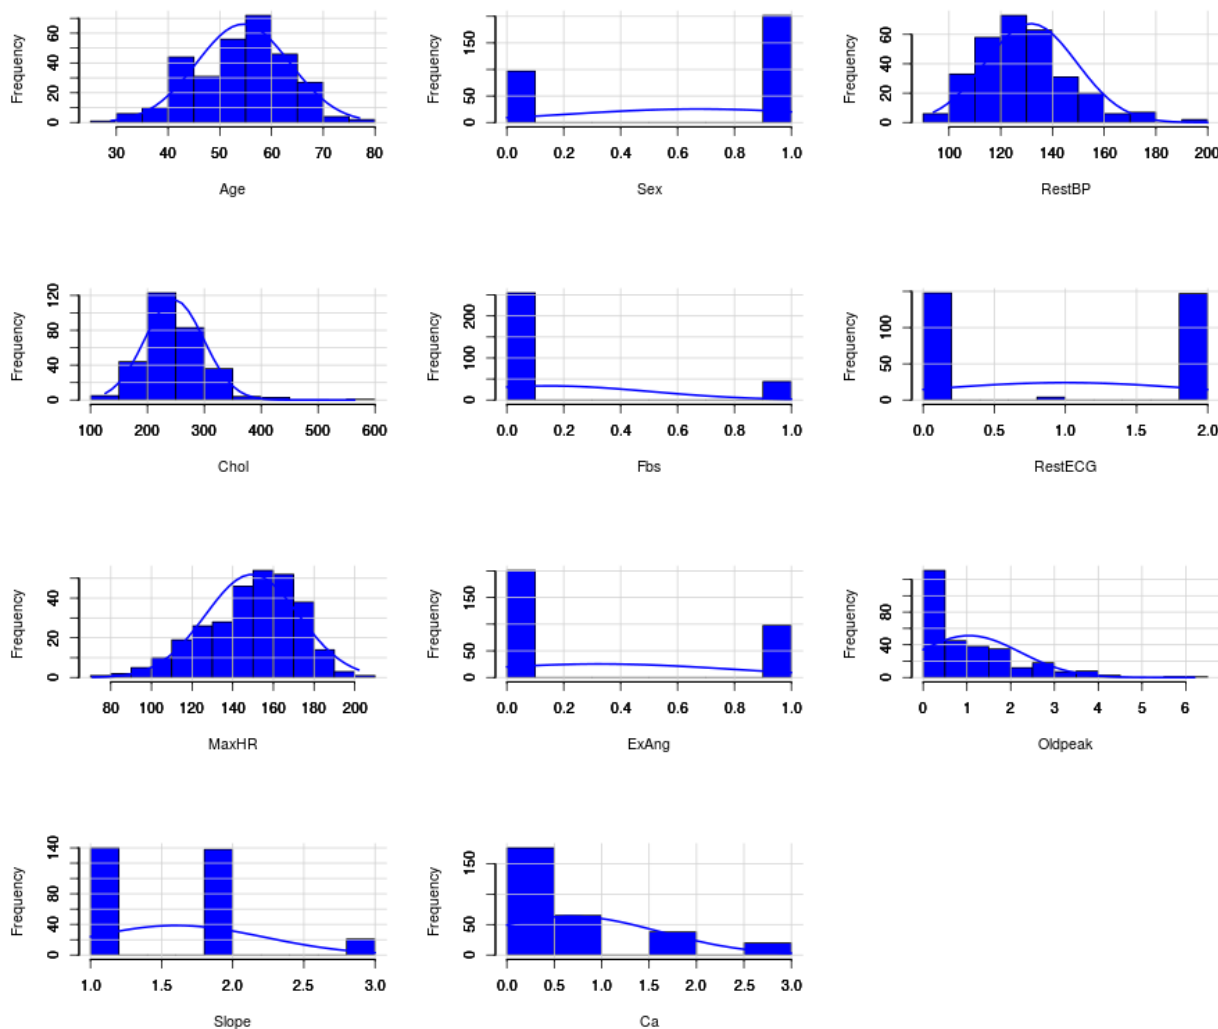 Frequency
0 20 40 60
30 40 50 60 70 80
Age
Frequency
0 50 150
0.0 0.2 0.4 0.6 0.8 1.0
Sex
Frequency
0 20 40 60
100 120 140 160 180 200
RestBP
Frequency
0 40 80 120
100 200 300 400 500 600
Chol
Frequency
0 50 100 200
0.0 0.2 0.4 0.6 0.8 1.0
Fbs
Frequency
0 50 100
0.0 0.5 1.0 1.5 2.0
RestECG
Frequency
0 20 40
80 100 120 140 160 180 200
MaxHR
Frequency
0 50 150
0.0 0.2 0.4 0.6 0.8 1.0
ExAng
Frequency
0 40 80
0 1 2 3 4 5 6
Oldpeak
Frequency
0 40 80 140
1.0 1.5 2.0 2.5 3.0
Slope
Frequency
0 50 150
0.0 0.5 1.0 1.5 2.0 2.5 3.0
Ca